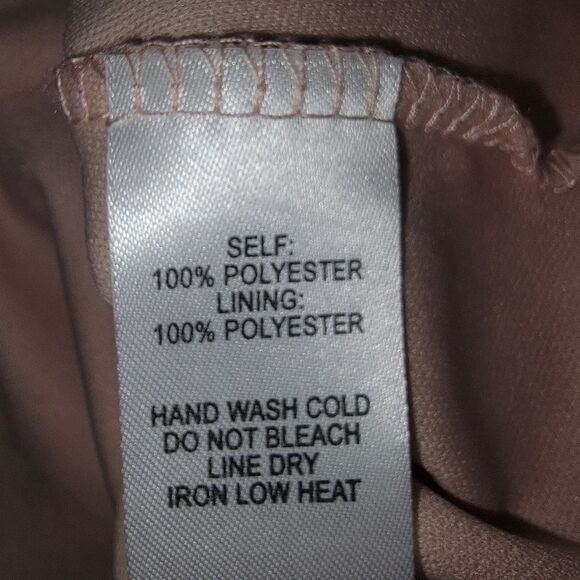 SELF:
100% POLYESTER
LINING:
100% POLYESTER
HAND WASH COLD
DO NOT BLEACH
LINE DRY
IRON LOW HEAT